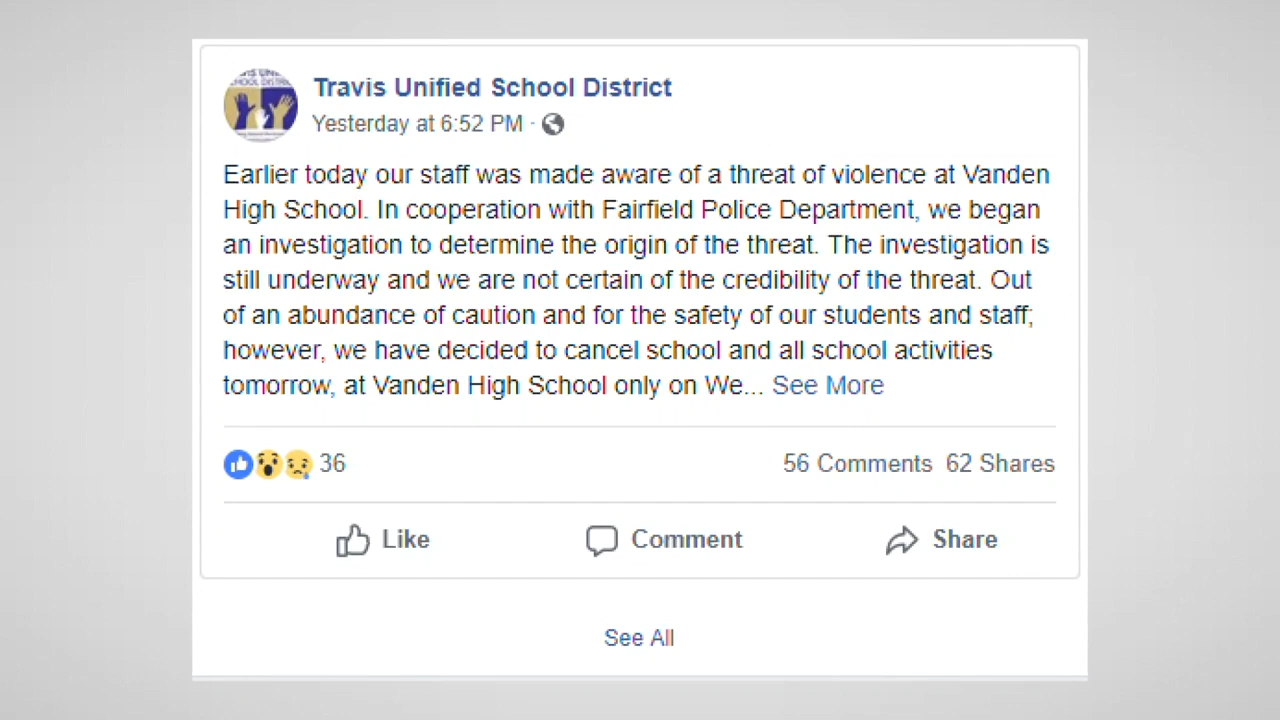 Travis Unified School District
Yesterday at 6:52 PM ·
Earlier today our staff was made aware of a threat of violence at Vanden
High School. In cooperation with Fairfield Police Department, we began
an investigation to determine the origin of the threat. The investigation is
still underway and we are not certain of the credibility of the threat. Out
of an abundance of caution and for the safety of our students and staff;
however, we have decided to cancel school and all school activities
tomorrow, at Vanden High School only on We... See More
36 56 Comments 62 Shares
Like Comment Share
See All